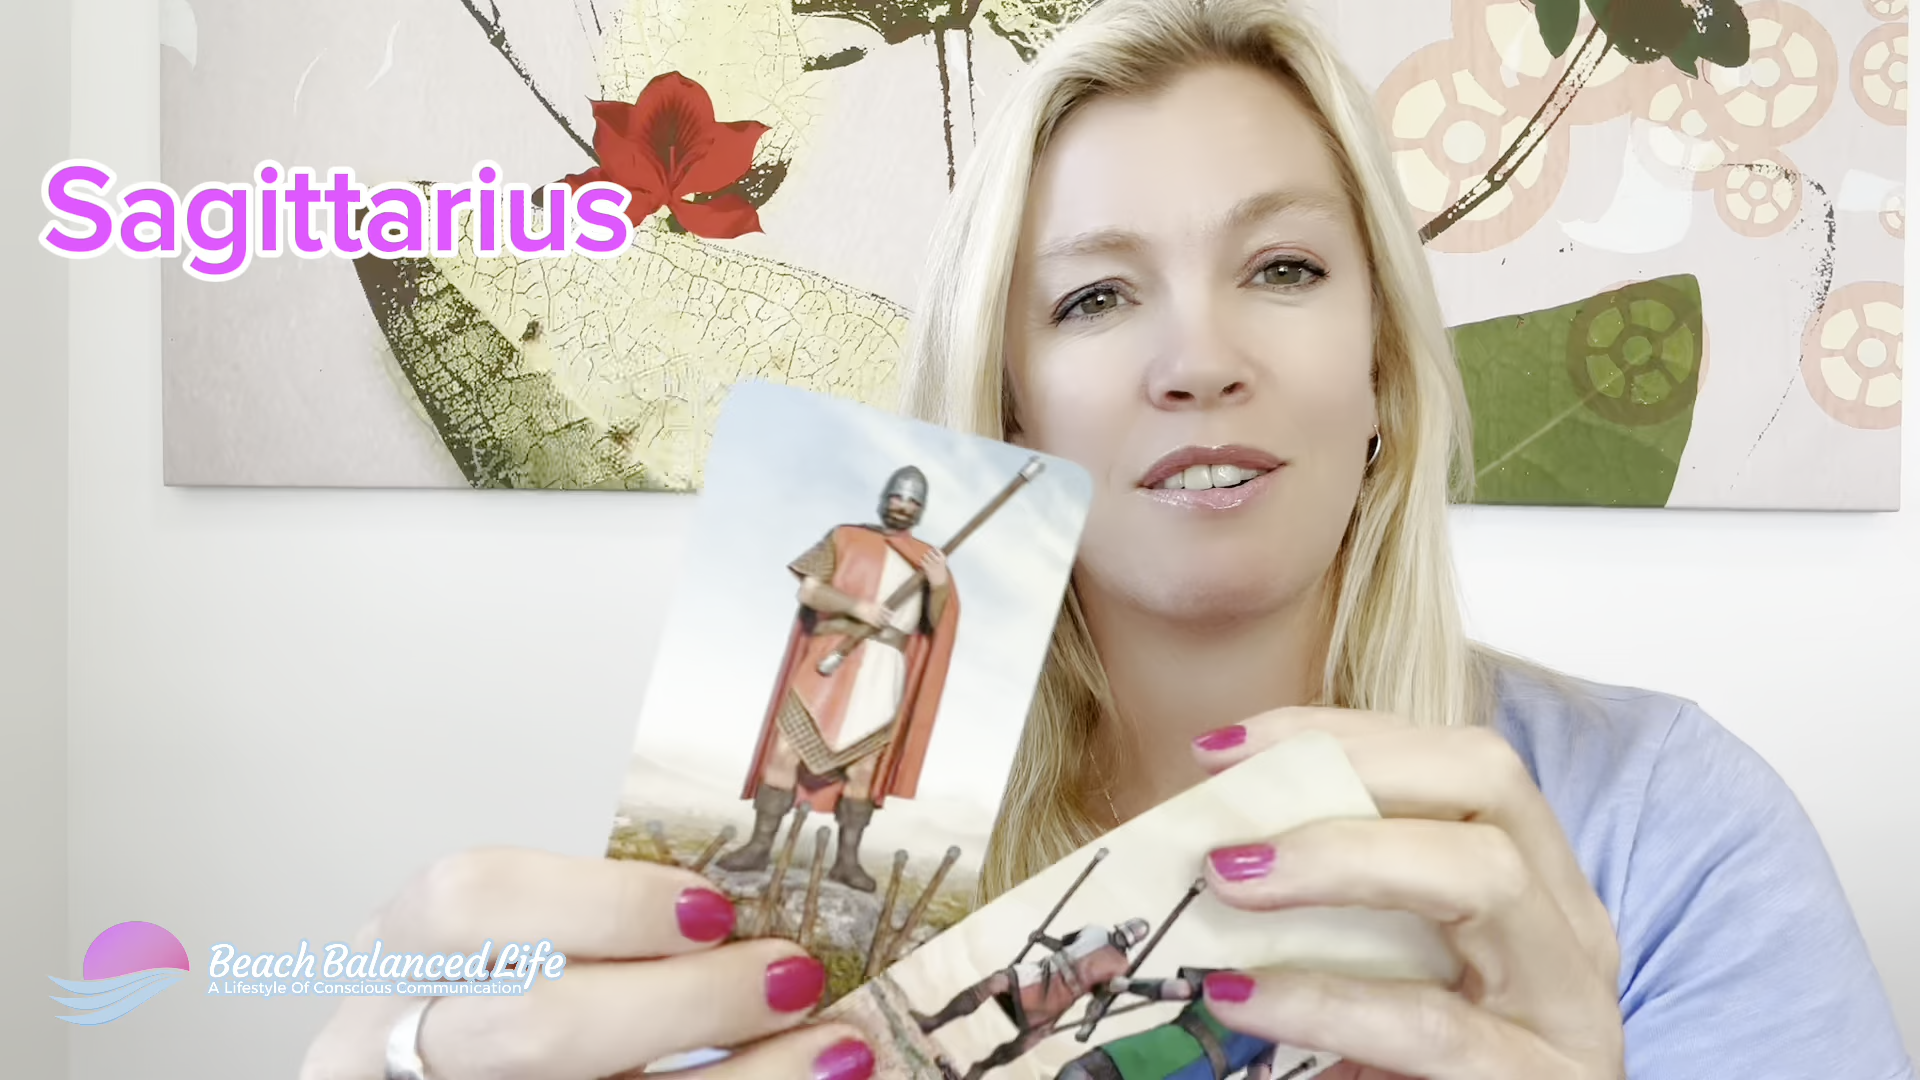 Sagittarius
Beach Balanced Life
A Lifestyle Of Conscious Communication